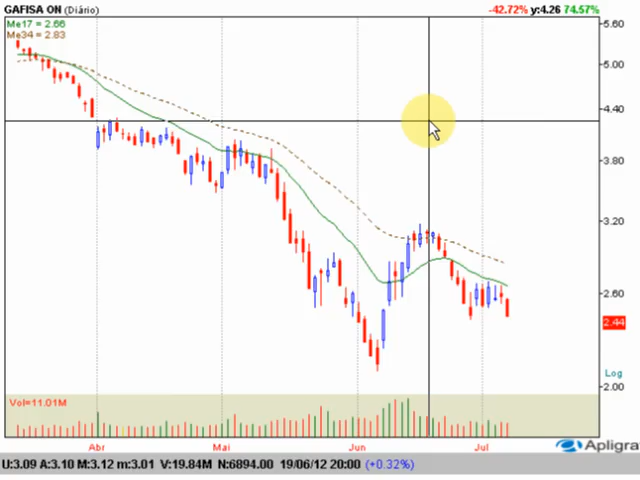 GAFISA ON (Diário) -42.72% y:4.26 74.57%
Me17 = 2.66
Me34 = 2.83
5.60
5.00
4.40
3.80
3.20
2.60
2.44
Log
2.00
Vol=11.01M
Abr Mai Jun Jul
Apligra
U:3.09 A:3.10 M:3.12 m:3.01 V:19.84M N:6894.00 19/06/12 20:00 (+0.32%)